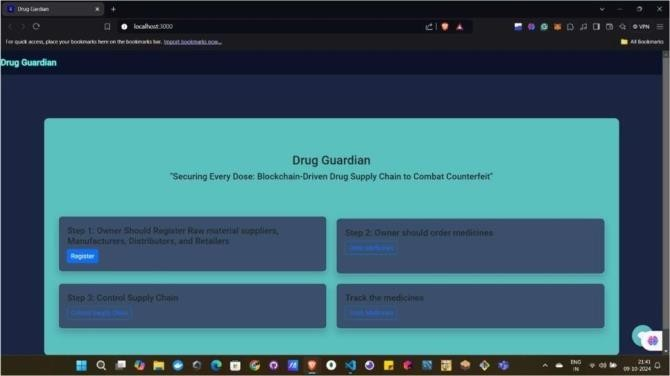 Drug Gardian
localhost:3000
VPN
For quick access, place your bookmarks here on the bookmarks bar. Import bookmarks now...
All Bookmarks
Drug Guardian
Drug Guardian
"Securing Every Dose: Blockchain-Driven Drug Supply Chain to Combat Counterfeit"
Step 1: Owner Should Register Raw material suppliers,
Manufacturers, Distributors, and Retailers
Register
Step 2: Owner should order medicines
Order Medicines
Step 3: Control Supply Chain
Control Supply Chain
Track the medicines
Track Medicines
ENG
IN
21:41
09-10-2024